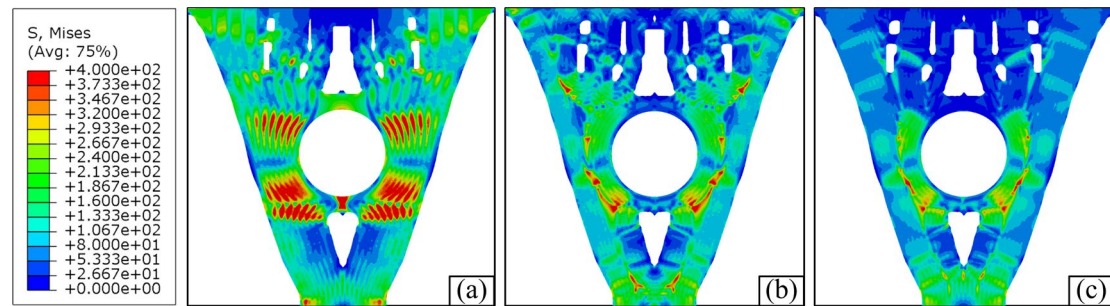 S, Mises
(Avg: 75%)
+4.000e+02
+3.733e+02
+3.467e+02
+3.200e+02
+2.933e+02
+2.667e+02
+2.400e+02
+2.133e+02
+1.867e+02
+1.600e+02
+1.333e+02
+1.067e+02
+8.000e+01
+5.333e+01
+2.667e+01
+0.000e+00
(a)
(b)
(c)